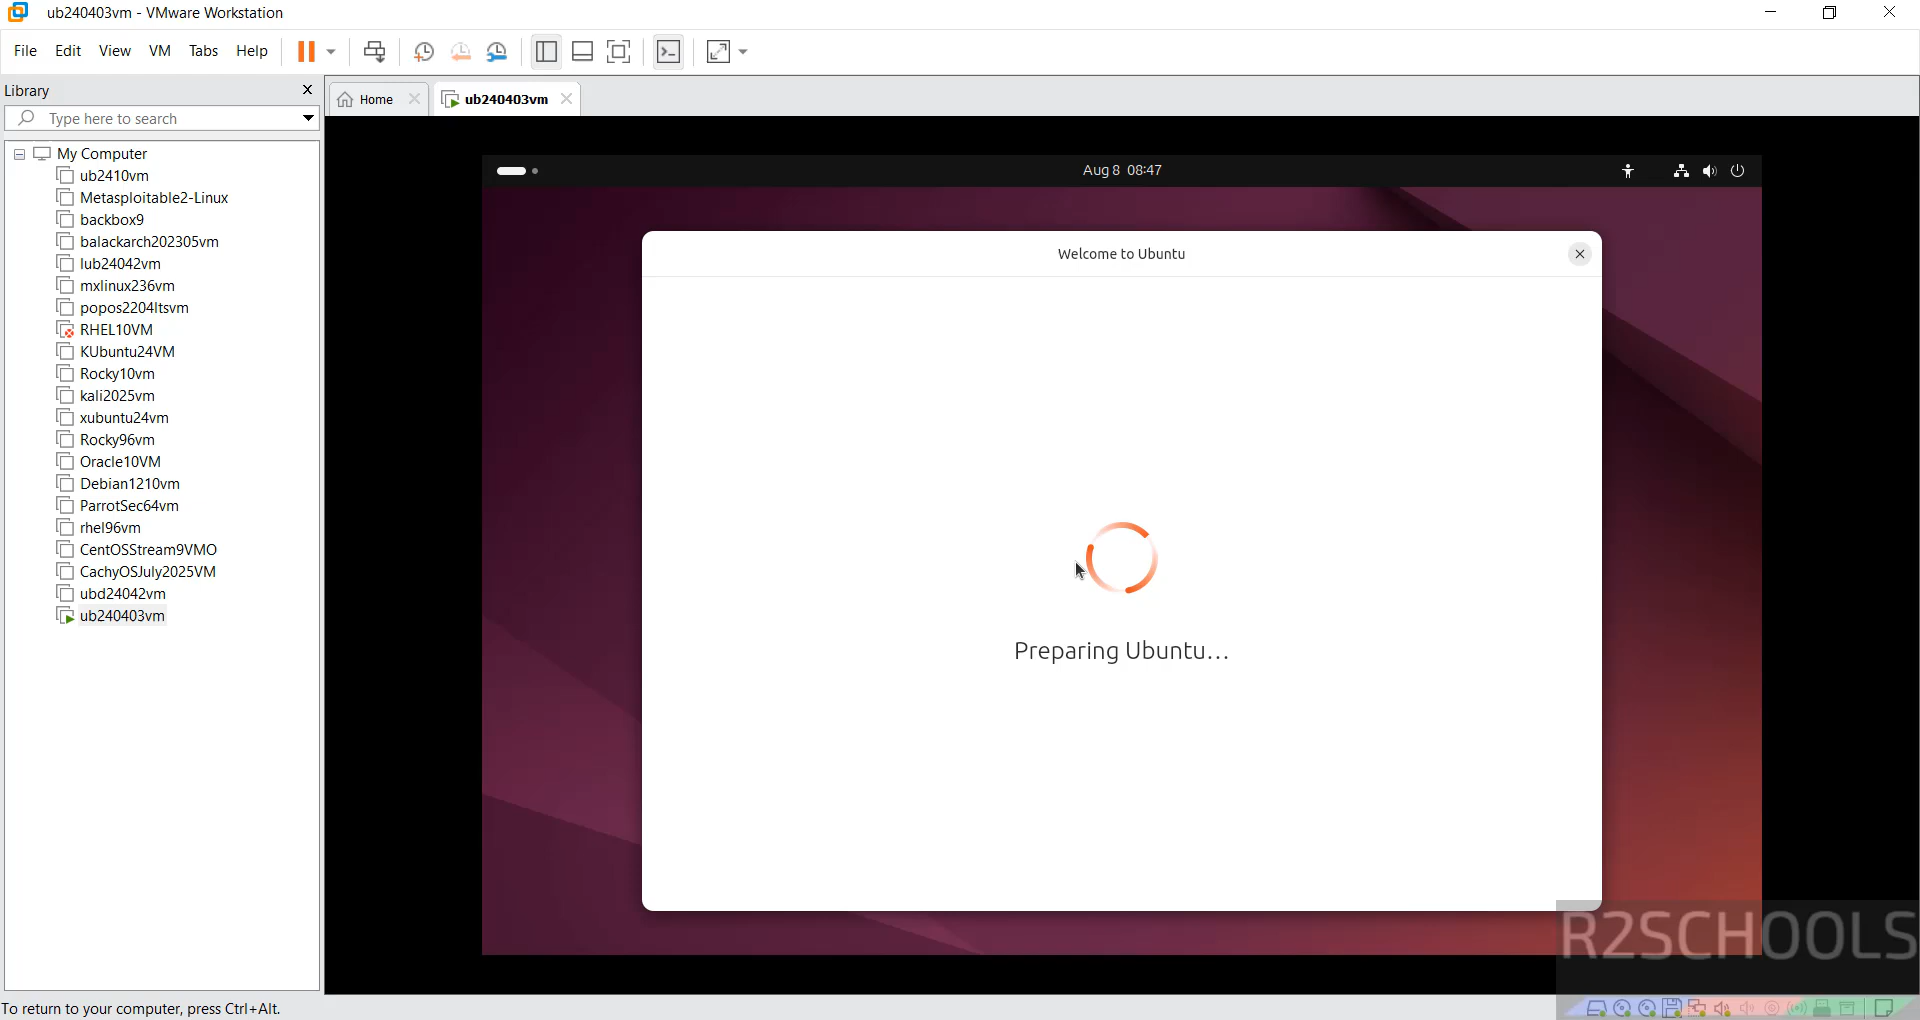 ub240403vm - VMware Workstation
File Edit View VM Tabs Help
Library
Type here to search
Home
ub240403vm
My Computer
ub2410vm
Metasploitable2-Linux
backbox9
balackarch202305vm
lub24042vm
mxlinux236vm
popos2204ltsvm
RHEL10VM
KUbuntu24VM
Rocky10vm
kali2025vm
xubuntu24vm
Rocky96vm
Oracle10VM
Debian1210vm
ParrotSec64vm
rhel96vm
CentOSStream9VMO
CachyOSJuly2025VM
ubd24042vm
ub240403vm
Aug 8 08:47
Welcome to Ubuntu
Preparing Ubuntu...
R2SCHOOLS
To return to your computer, press Ctrl+Alt.